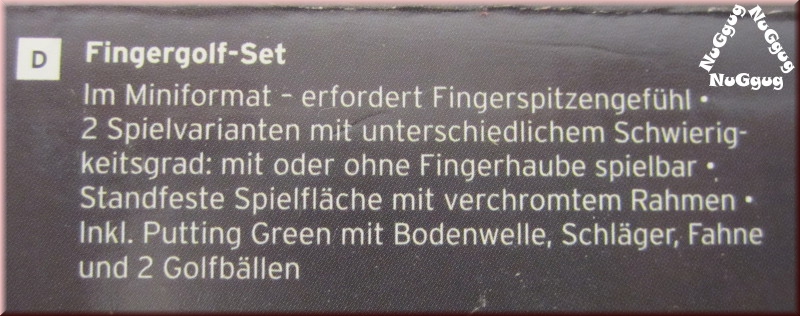 D
Fingergolf-Set
Im Miniformat – erfordert Fingerspitzengefühl •
2 Spielvarianten mit unterschiedlichem Schwierig-
keitsgrad: mit oder ohne Fingerhaube spielbar •
Standfeste Spielfläche mit verchromtem Rahmen •
Inkl. Putting Green mit Bodenwelle, Schläger, Fahne
und 2 Golfbällen
NuGgug
NuGgug
NuGgug